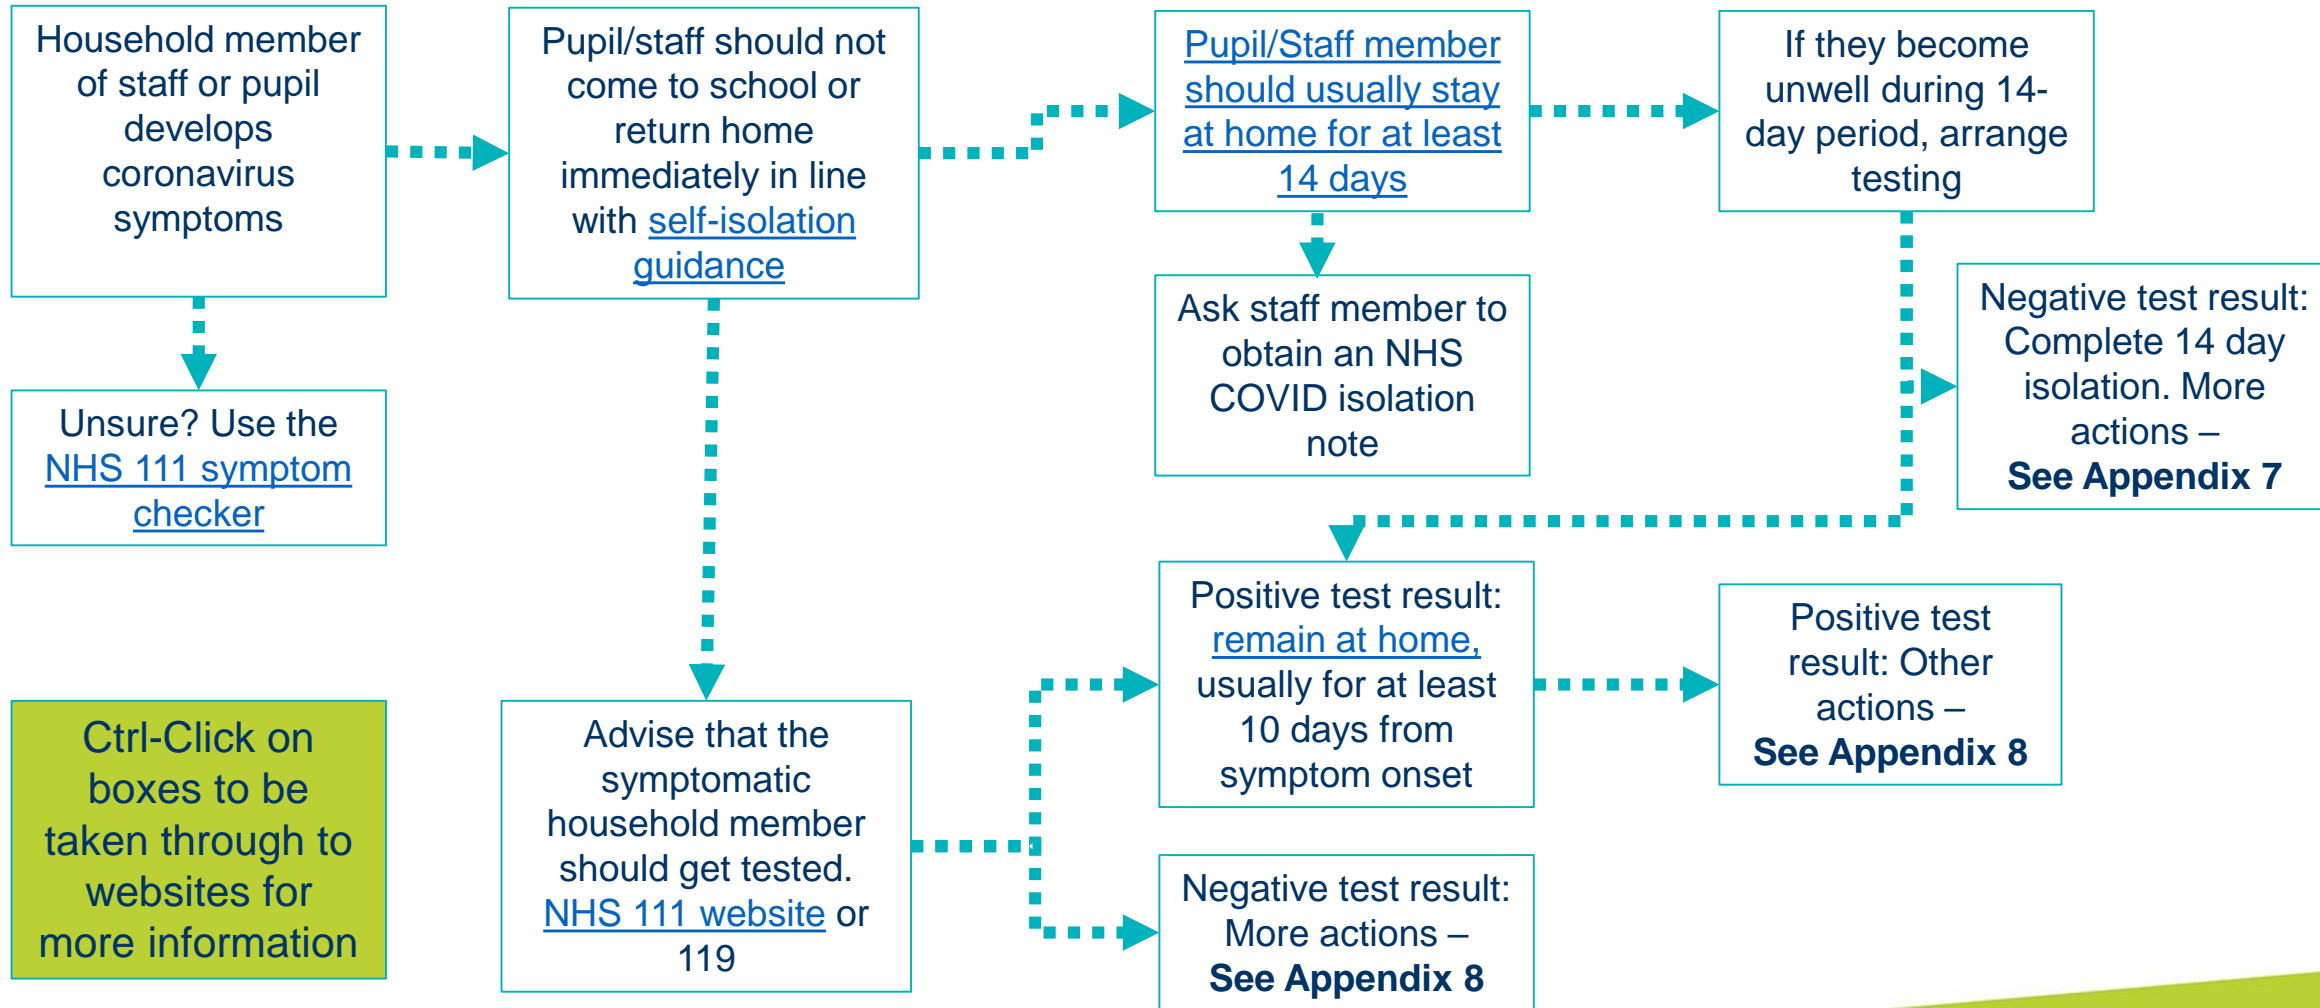 Household member
of staff or pupil
develops
coronavirus
symptoms
Unsure? Use the
NHS 111 symptom
checker
Ctrl-Click on
boxes to be
taken through to
websites for
more information
Pupil/staff should not
come to school or
return home
immediately in line
with self-isolation
guidance
Advise that the
symptomatic
household member
should get tested.
NHS 111 website or
119
Pupil/Staff member
should usually stay
at home for at least
14 days
Ask staff member to
obtain an NHS
COVID isolation
note
Positive test result:
remain at home,
usually for at least
10 days from
symptom onset
Negative test result:
More actions –
See Appendix 8
If they become
unwell during 14-
day period, arrange
testing
Negative test result:
Complete 14 day
isolation. More
actions –
See Appendix 7
Positive test
result: Other
actions –
See Appendix 8